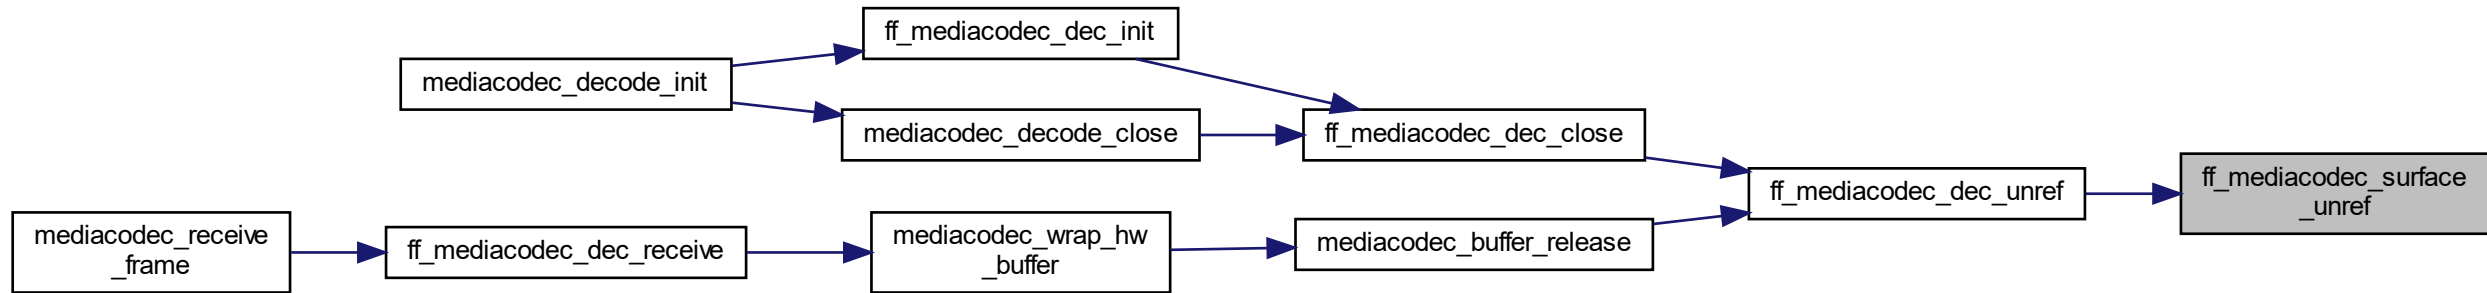 ff_mediacodec_dec_init
mediacodec_decode_init
mediacodec_decode_close
ff_mediacodec_dec_close
ff_mediacodec_surface
_unref
ff_mediacodec_dec_unref
mediacodec_receive
_frame
ff_mediacodec_dec_receive
mediacodec_wrap_hw
_buffer
mediacodec_buffer_release